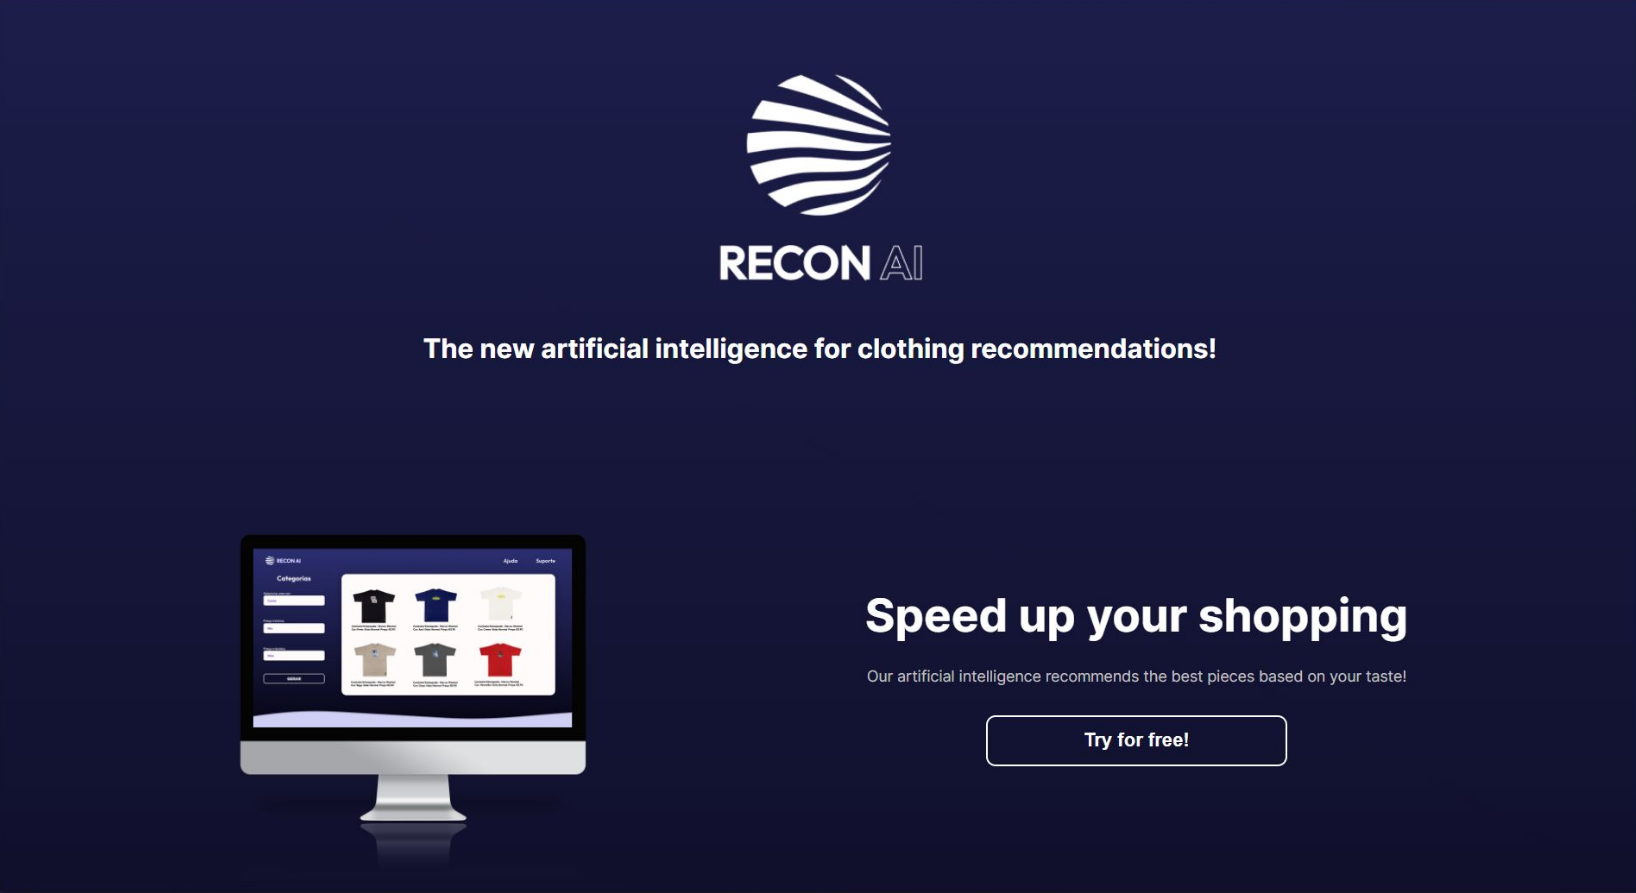 RECON AI
The new artificial intelligence for clothing recommendations!
RECON AI
Ajuda
Suporte
Categorias
Speed up your shopping
Our artificial intelligence recommends the best pieces based on your taste!
Try for free!